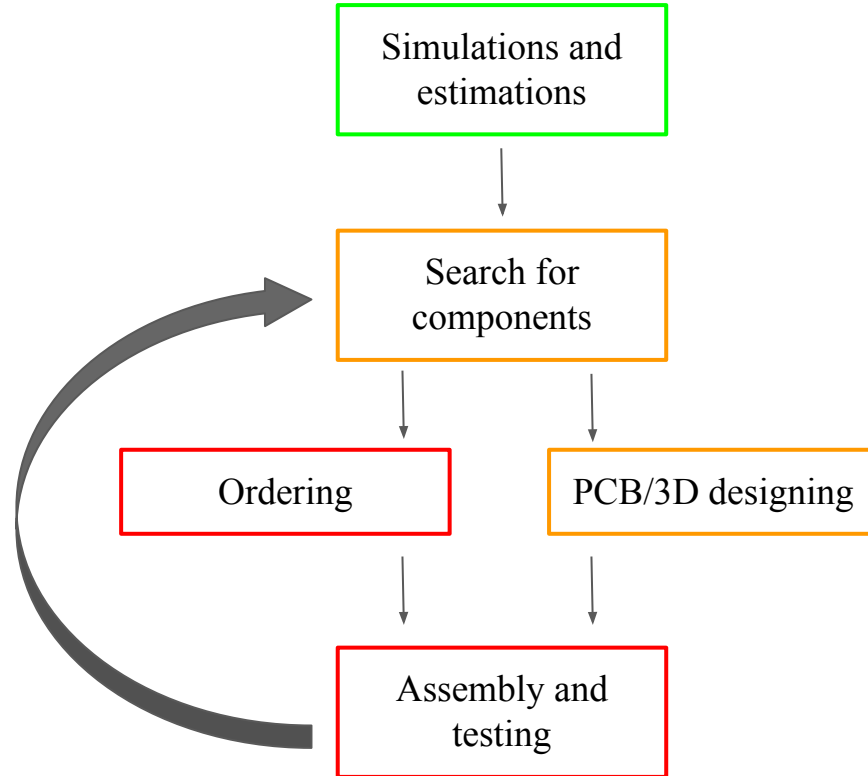 Simulations and
estimations
Search for
components
Ordering
PCB/3D designing
Assembly and
testing